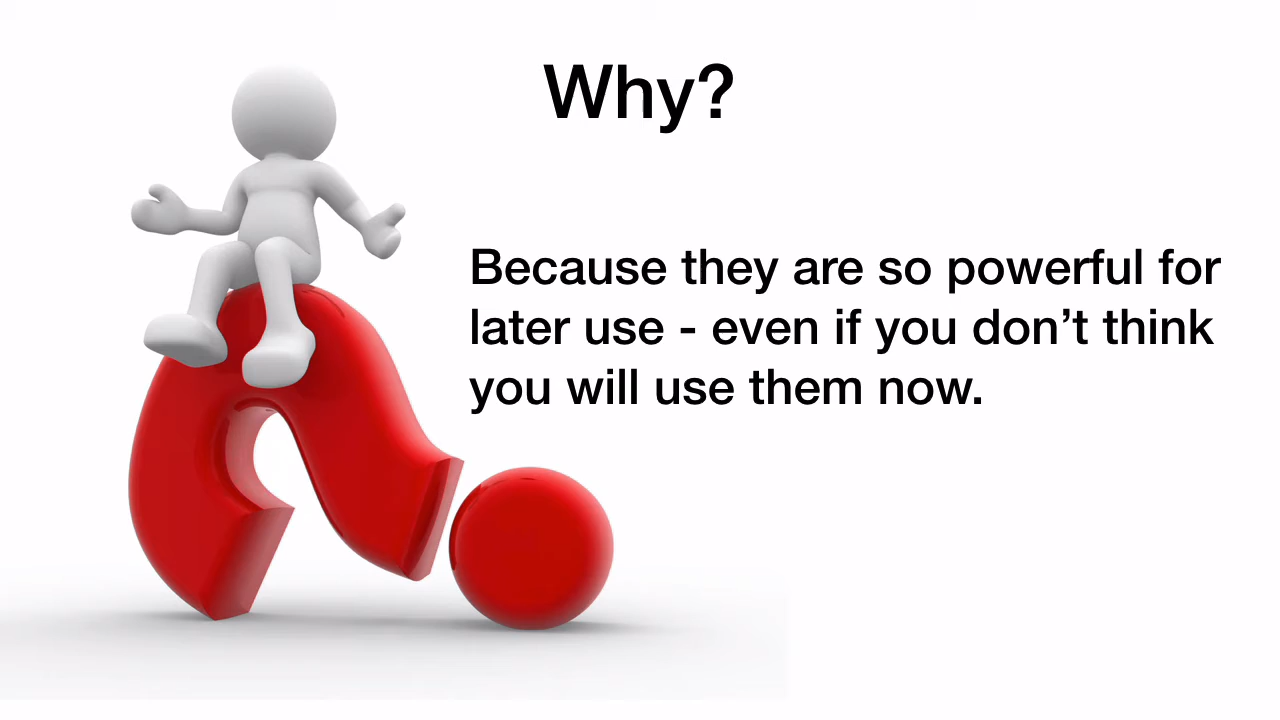 Why?
Because they are so powerful for
later use - even if you don’t think
you will use them now.